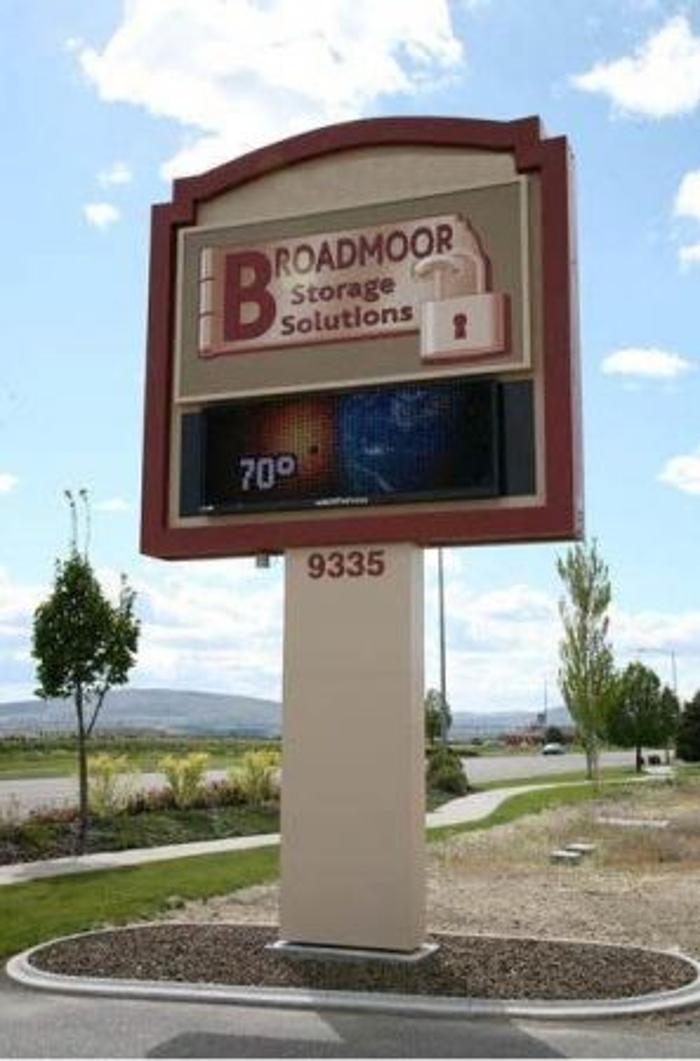 BROADMOOR
Storage
Solutions
70°
9335